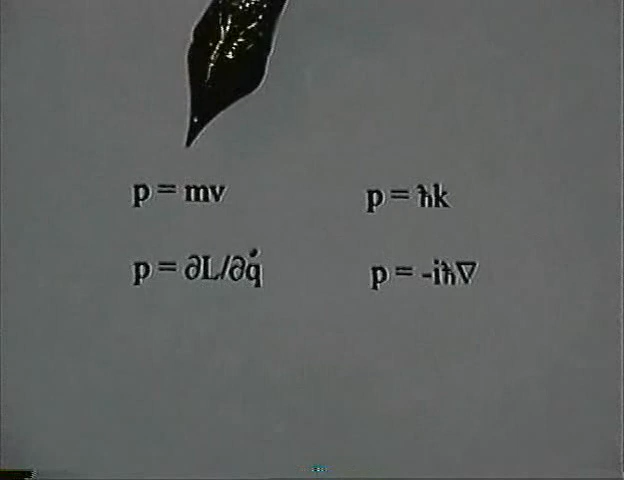 p = mv p = ħk
p = ∂L/∂q̇ p = -iħ∇